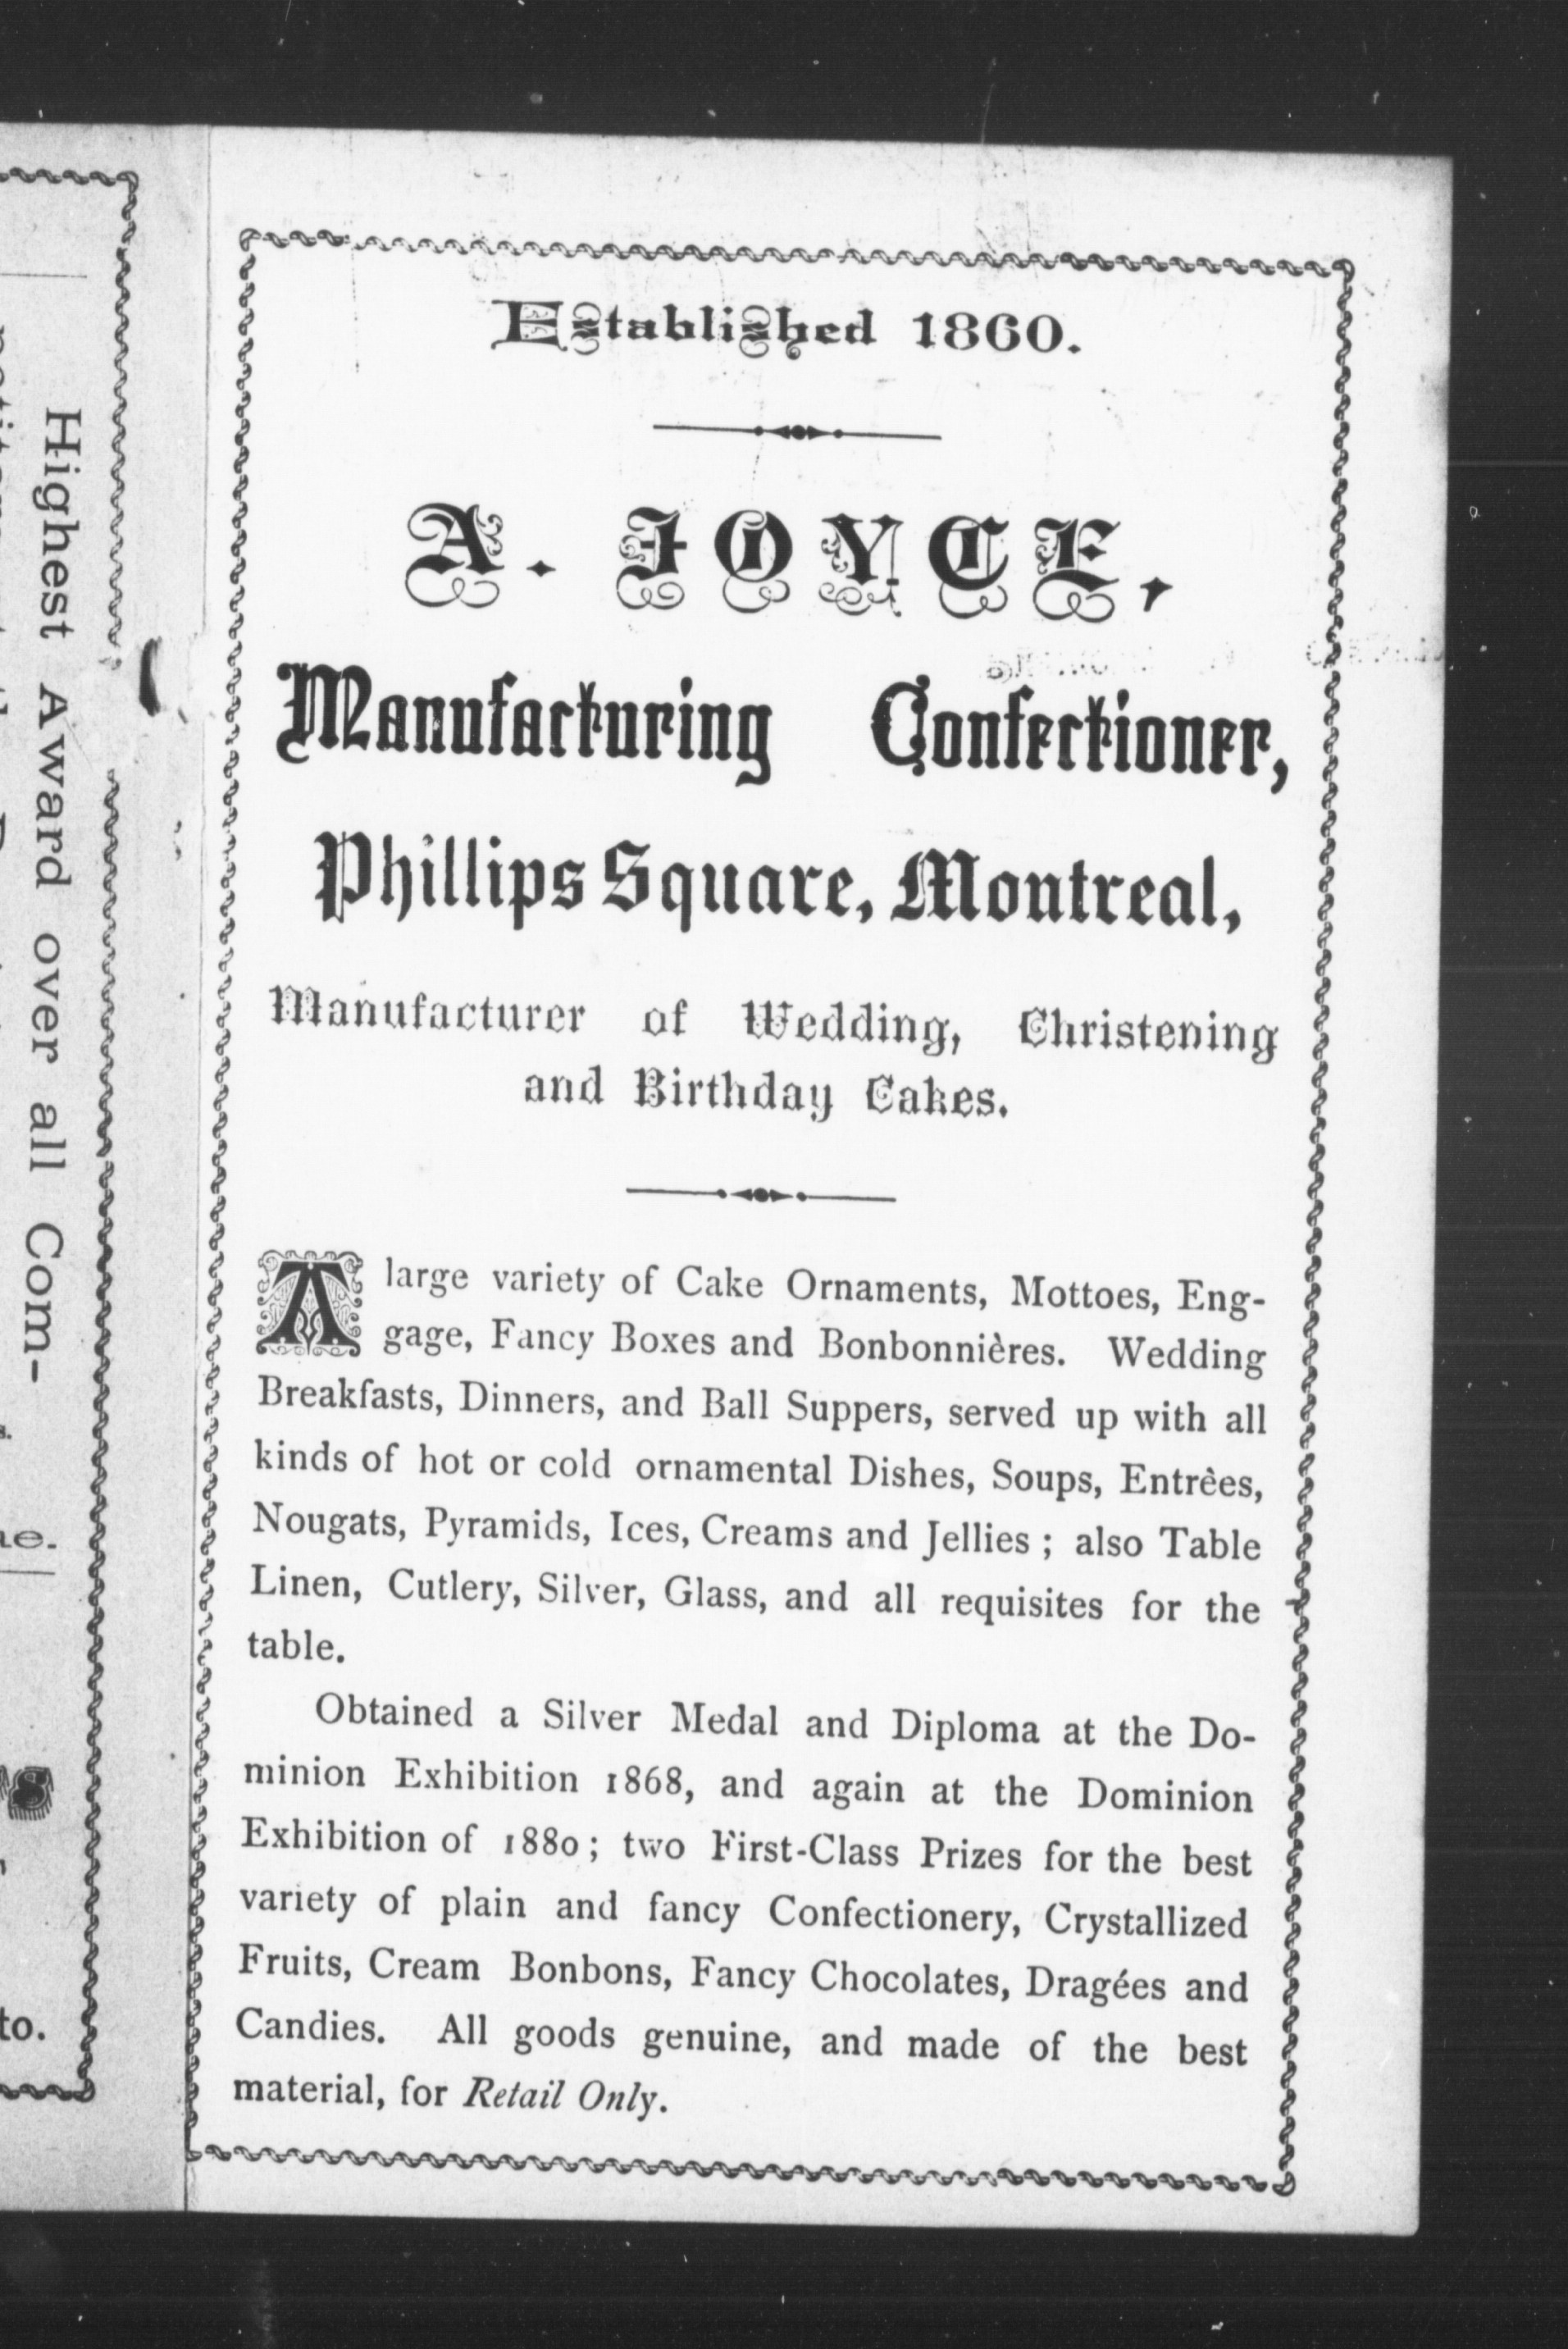 Highest Award over all Com-
to.
Established 1860.
A. JOYCE,
Manufacturing Confectioner,
Phillips Square, Montreal,
Manufacturer of Wedding, Christening
and Birthday Cakes.
A large variety of Cake Ornaments, Mottoes, Eng-
gage, Fancy Boxes and Bonbonnières. Wedding
Breakfasts, Dinners, and Ball Suppers, served up with all
kinds of hot or cold ornamental Dishes, Soups, Entrèes,
Nougats, Pyramids, Ices, Creams and Jellies ; also Table
Linen, Cutlery, Silver, Glass, and all requisites for the
table.
Obtained a Silver Medal and Diploma at the Do-
minion Exhibition 1868, and again at the Dominion
Exhibition of 1880 ; two First-Class Prizes for the best
variety of plain and fancy Confectionery, Crystallized
Fruits, Cream Bonbons, Fancy Chocolates, Dragées and
Candies. All goods genuine, and made of the best
material, for Retail Only.